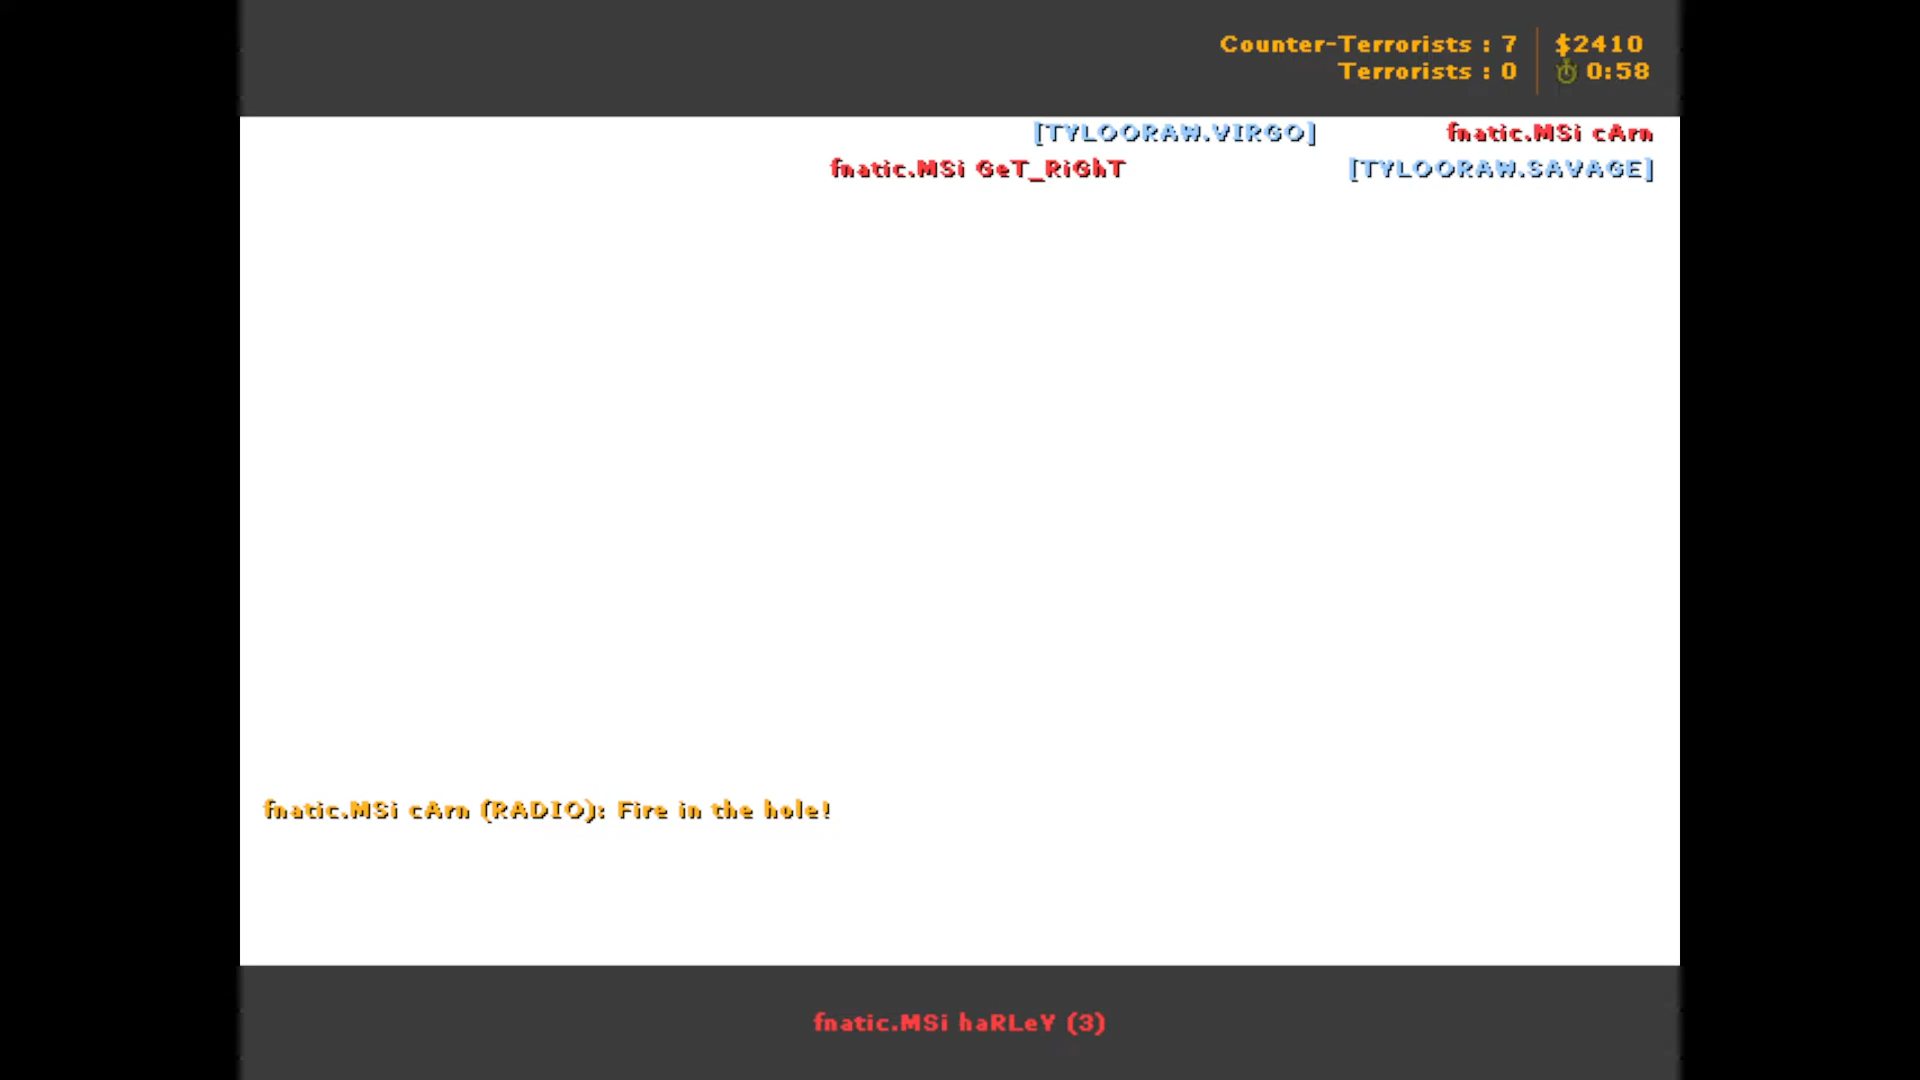 Counter-Terrorists : 7 $2410
Terrorists : 0 0:58
[TYLOORAW.VIRGO] fnatic.MSi cArn
fnatic.MSi GeT_RiGhT [TYLOORAW.SAVAGE]
fnatic.MSi cArn (RADIO): Fire in the hole!
fnatic.MSi haRLeY (3)